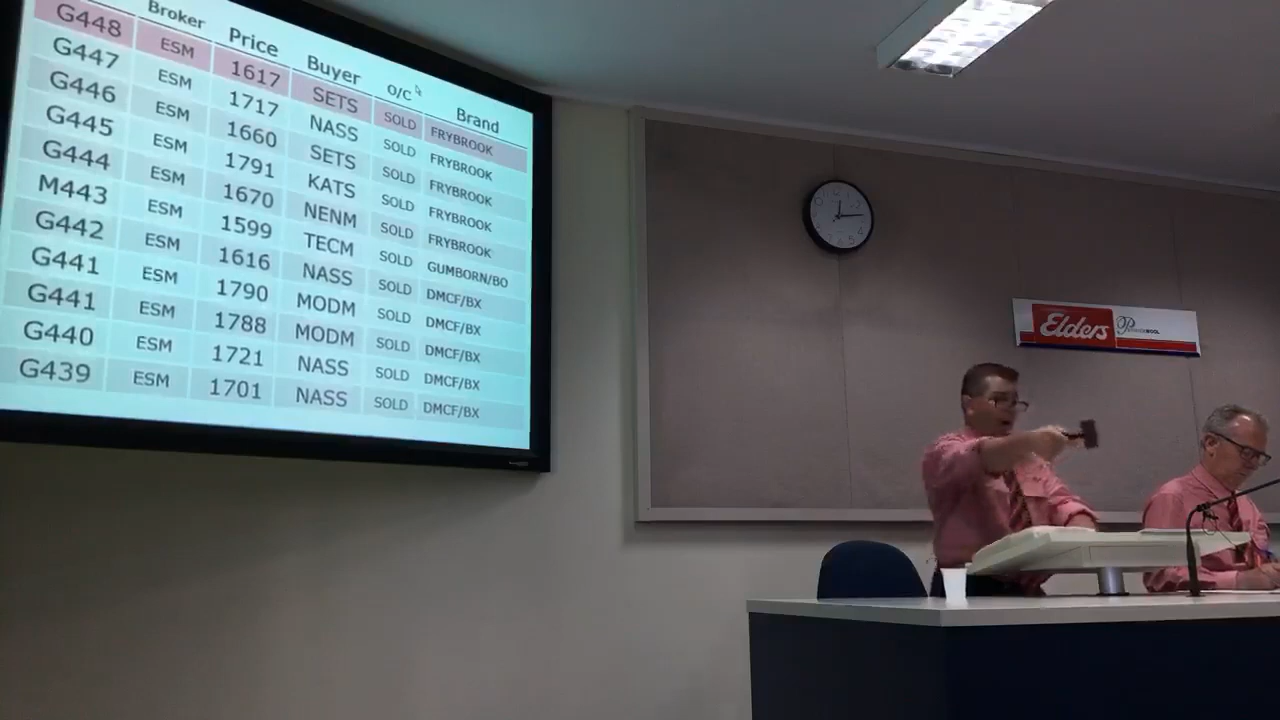 Broker Price Buyer o/c Brand
G448 ESM 1617 SETS SOLD FRYBROOK
G447 ESM 1717 NASS SOLD FRYBROOK
G446 ESM 1660 SETS SOLD FRYBROOK
G445 ESM 1791 KATS SOLD FRYBROOK
G444 ESM 1670 NENM SOLD FRYBROOK
M443 ESM 1599 TECM SOLD GUMBORN/BO
G442 ESM 1616 NASS SOLD DMCF/BX
G441 ESM 1790 MODM SOLD DMCF/BX
G441 ESM 1788 MODM SOLD DMCF/BX
G440 ESM 1721 NASS SOLD DMCF/BX
G439 ESM 1701 NASS SOLD DMCF/BX
Elders